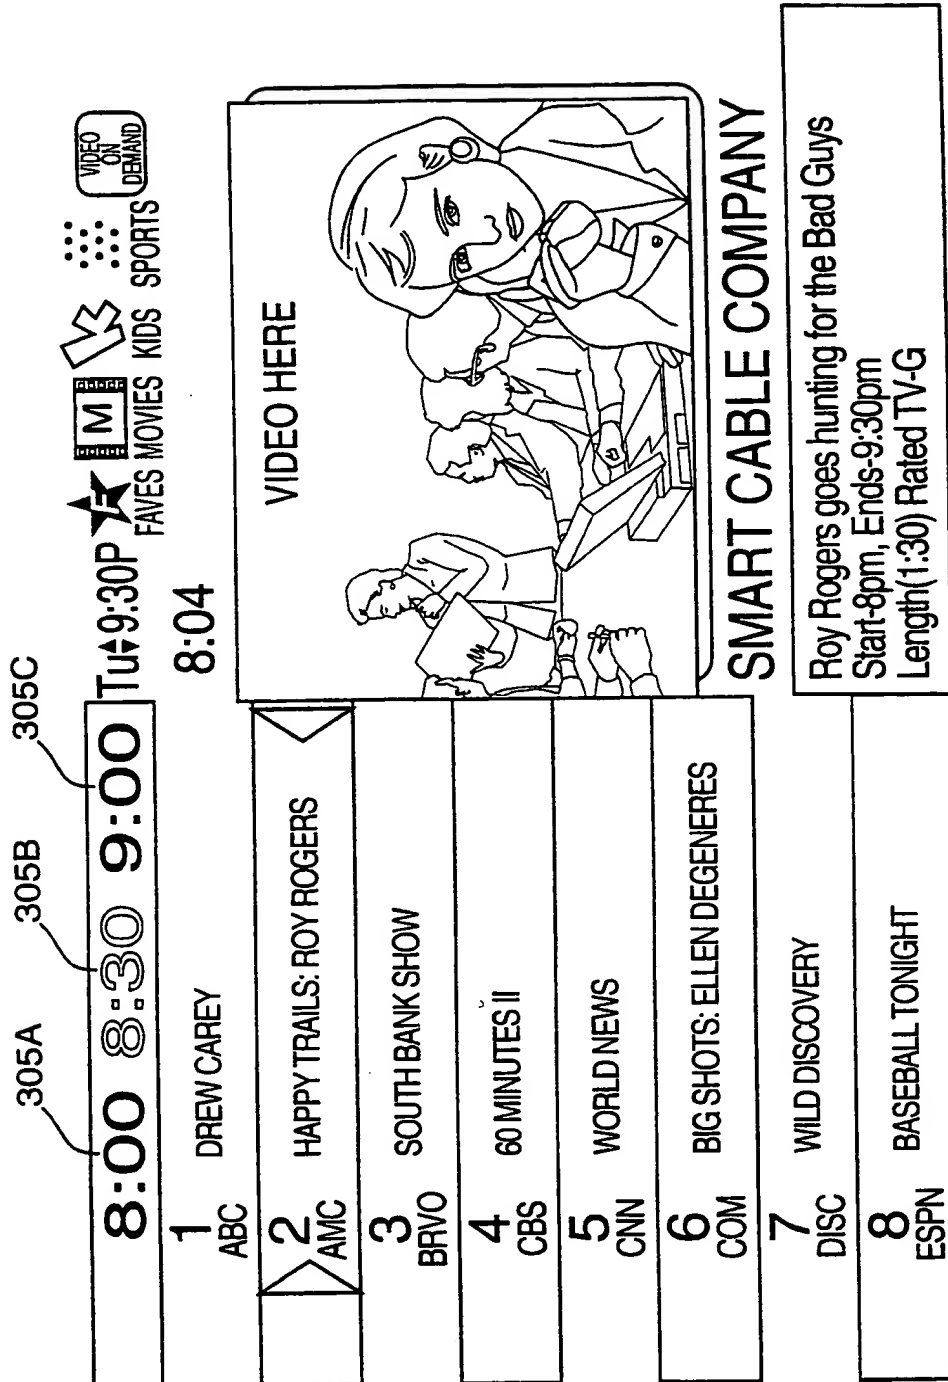 305A 305B 305C
8:00 8:30 9:00
Tu 9:30P
F
FAVES
M
MOVIES
KIDS
SPORTS
VIDEO
ON
DEMAND
8:04
1 DREW CAREY
ABC
2 HAPPY TRAILS: ROY ROGERS
AMC
3 SOUTH BANK SHOW
BRVO
4 60 MINUTES II
CBS
5 WORLD NEWS
CNN
6 BIG SHOTS: ELLEN DEGENERES
COM
7 WILD DISCOVERY
DISC
8 BASEBALL TONIGHT
ESPN
VIDEO HERE
SMART CABLE COMPANY
Roy Rogers goes hunting for the Bad Guys
Start-8pm, Ends-9:30pm
Length(1:30) Rated TV-G